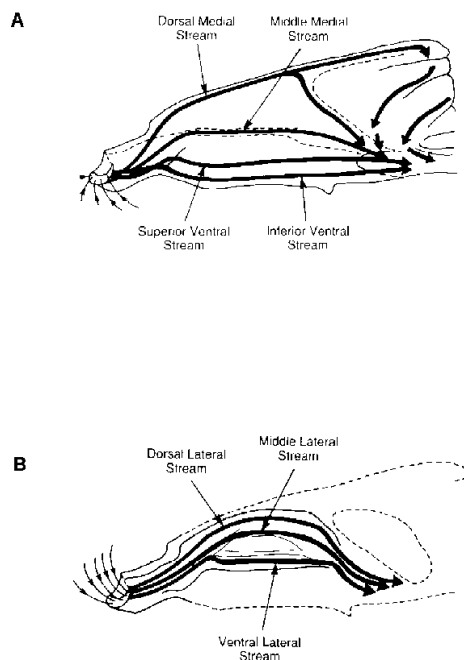 A
Dorsal Medial
Stream
Middle Medial
Stream
Superior Ventral
Stream
Inferior Ventral
Stream
B
Dorsal Lateral
Stream
Middle Lateral
Stream
Ventral Lateral
Stream